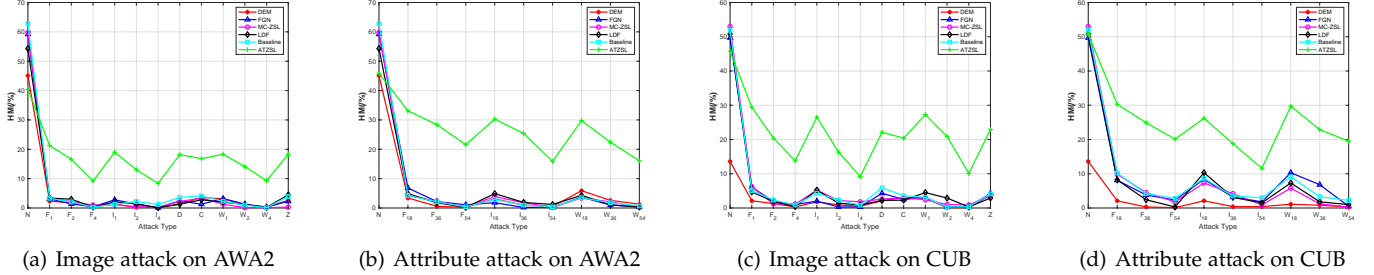 70
60
50
40
30
20
10
0
HM(%)
N F1 F2 F4 I1 I2 I4 D C W1 W2 W4 Z
Attack Type
DEM
FGN
MC-ZSL
LDF
Baseline
ATZSL
(a) Image attack on AWA2
70
60
50
40
30
20
10
0
HM(%)
N F18 F36 F54 I18 I36 I54 W18 W36 W54
Attack Type
DEM
FGN
MC-ZSL
LDF
Baseline
ATZSL
(b) Attribute attack on AWA2
60
50
40
30
20
10
0
HM(%)
N F1 F2 F4 I1 I2 I4 D C W1 W2 W4 Z
Attack Type
DEM
FGN
MC-ZSL
LDF
Baseline
ATZSL
(c) Image attack on CUB
60
50
40
30
20
10
0
HM(%)
N F18 F36 F54 I18 I36 I54 W18 W36 W54
Attack Type
DEM
FGN
MC-ZSL
LDF
Baseline
ATZSL
(d) Attribute attack on CUB